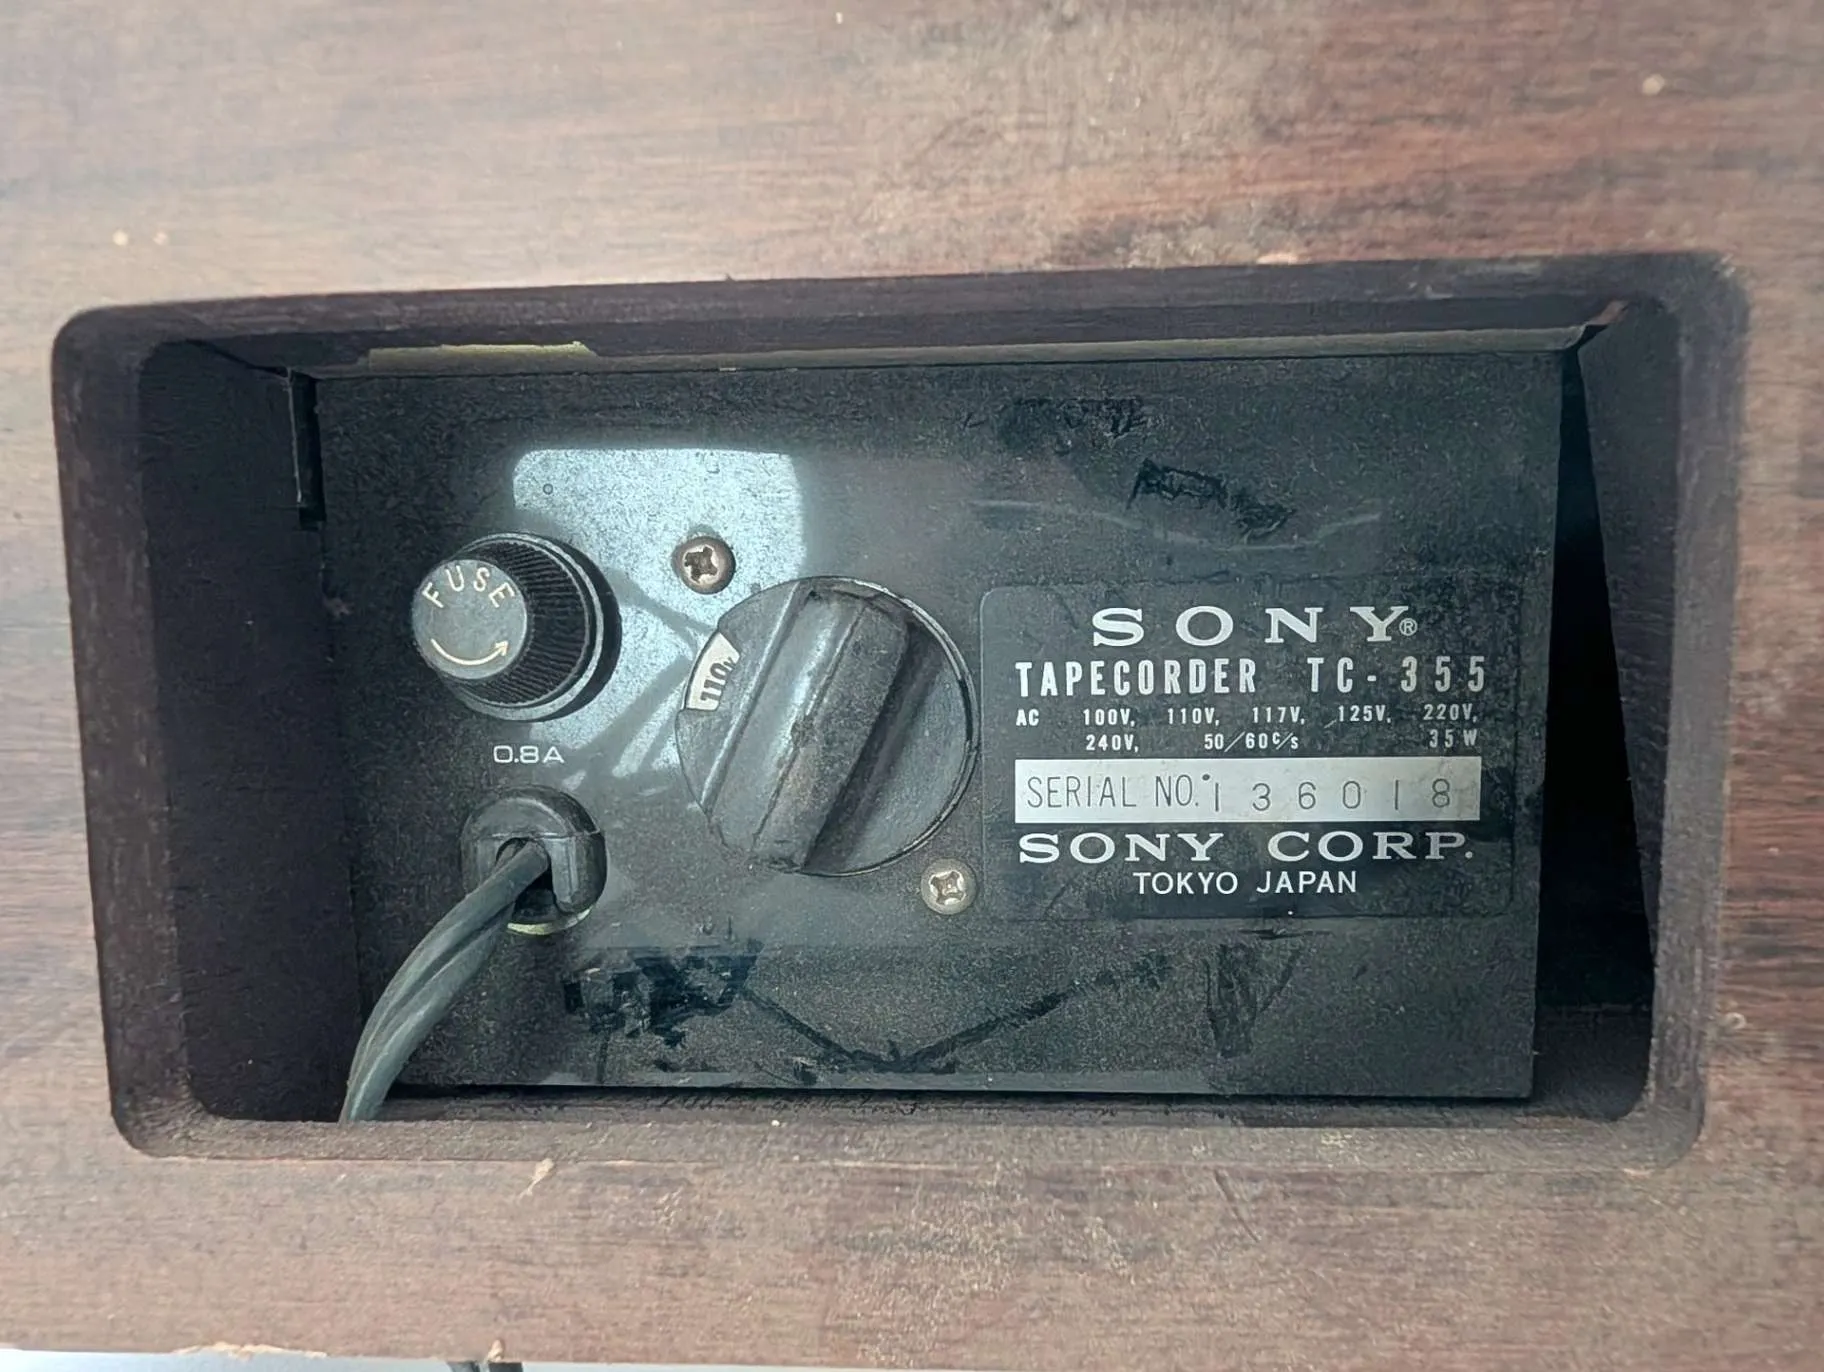 FUSE
0.8A
110V
SONY®
TAPECORDER TC-355
AC 100V, 110V, 117V, 125V, 220V,
240V, 50/60c/s 35W
SERIAL NO. 136018
SONY CORP.
TOKYO JAPAN